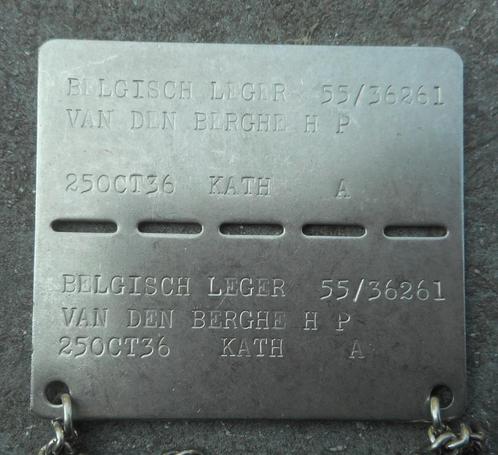 BELGISCH LEGER 55/36261
VAN DEN BERGHE H P
25OCT36 KATH A
BELGISCH LEGER 55/36261
VAN DEN BERGHE H P
25OCT36 KATH A